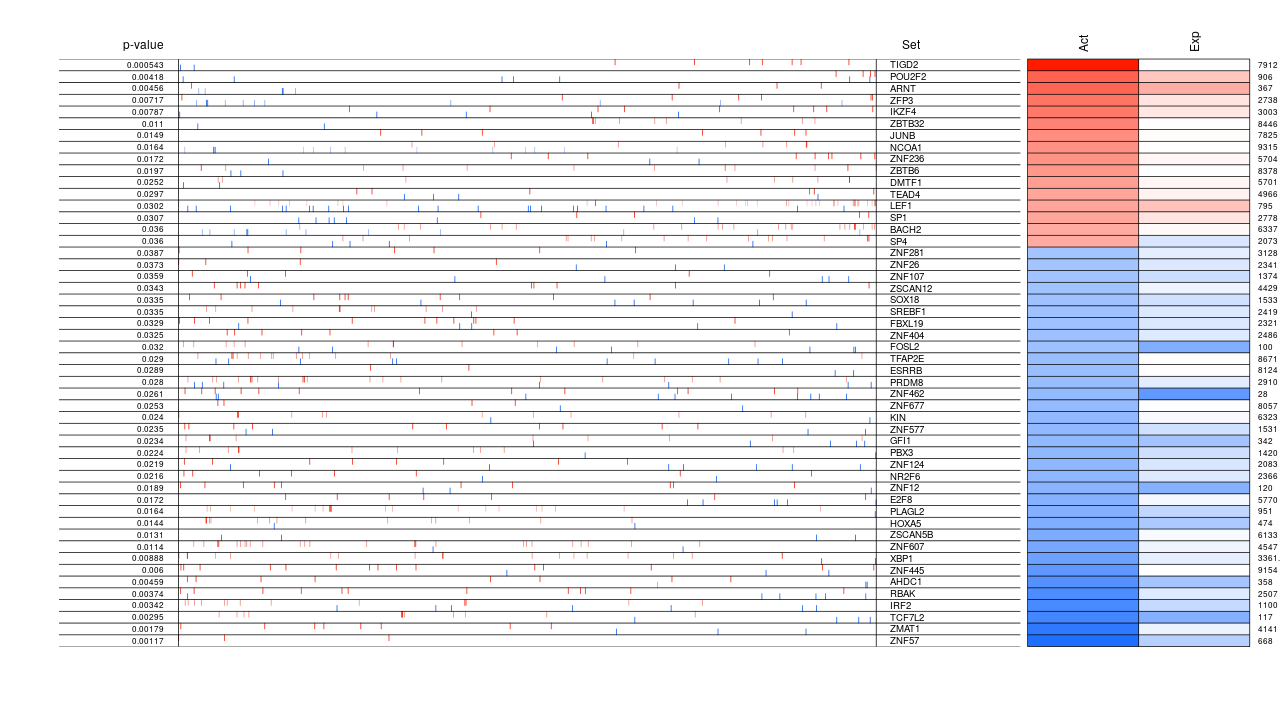 p-value Set Act Exp
0.000543 TIGD2 7912
0.00418 POU2F2 906
0.00456 ARNT 367
0.00717 ZFP3 2738
0.00787 IKZF4 3003
0.011 ZBTB32 8446
0.0149 JUNB 7825
0.0164 NCOA1 9315
0.0172 ZNF236 5704
0.0197 ZBTB6 8378
0.0252 DMTF1 5701
0.0297 TEAD4 4966
0.0302 LEF1 795
0.0307 SP1 2778
0.036 BACH2 6337
0.036 SP4 2073
0.0387 ZNF281 3128
0.0373 ZNF26 2341
0.0359 ZNF107 1374
0.0343 ZSCAN12 4429
0.0335 SOX18 1533
0.0335 SREBF1 2419
0.0329 FBXL19 2321
0.0325 ZNF404 2486
0.032 FOSL2 100
0.029 TFAP2E 8671
0.0289 ESRRB 8124
0.028 PRDM8 2910
0.0261 ZNF462 28
0.0253 ZNF677 8057
0.024 KIN 6323
0.0235 ZNF577 1531
0.0234 GFI1 342
0.0224 PBX3 1420
0.0219 ZNF124 2083
0.0216 NR2F6 2366
0.0189 ZNF12 120
0.0172 E2F8 5770
0.0164 PLAGL2 951
0.0144 HOXA5 474
0.0131 ZSCAN5B 6133
0.0114 ZNF607 4547
0.00888 XBP1 3361.
0.006 ZNF445 9154
0.00459 AHDC1 358
0.00374 RBAK 2507
0.00342 IRF2 1100
0.00295 TCF7L2 117
0.00179 ZMAT1 4141
0.00117 ZNF57 668